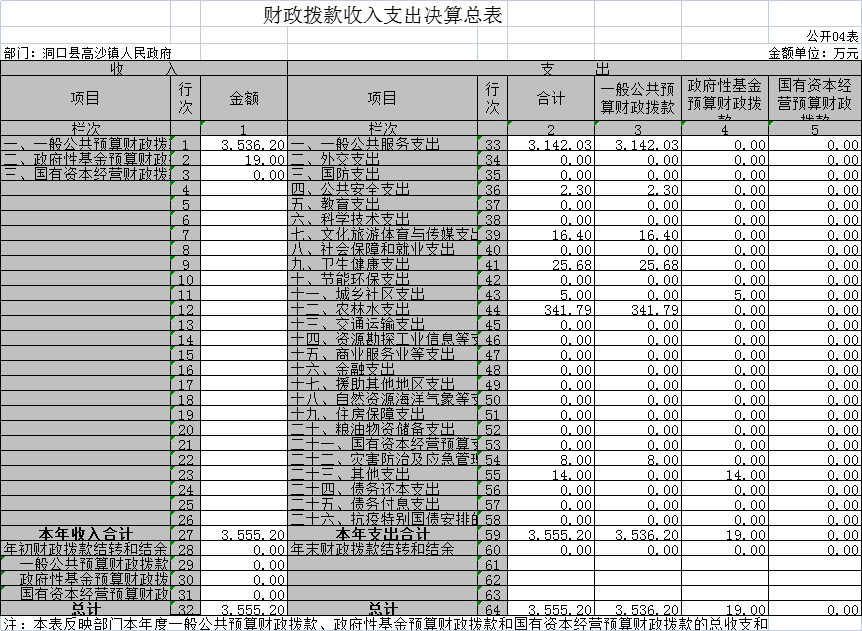 财政拨款收入支出决算总表
公开04表
部门：洞口县高沙镇人民政府 金额单位：万元
收 入 支 出
项目 行次 金额 项目 行次 合计 一般公共预算财政拨款 政府性基金预算财政拨款 国有资本经营预算财政拨款
栏次 1 栏次 2 3 4 5
一、一般公共预算财政拨 1 3,536.20 一、一般公共服务支出 33 3,142.03 3,142.03 0.00 0.00
二、政府性基金预算财政 2 19.00 二、外交支出 34 0.00 0.00 0.00 0.00
三、国有资本经营财政拨 3 0.00 三、国防支出 35 0.00 0.00 0.00 0.00
4 四、公共安全支出 36 2.30 2.30 0.00 0.00
5 五、教育支出 37 0.00 0.00 0.00 0.00
6 六、科学技术支出 38 0.00 0.00 0.00 0.00
7 七、文化旅游体育与传媒支出 39 16.40 16.40 0.00 0.00
8 八、社会保障和就业支出 40 0.00 0.00 0.00 0.00
9 九、卫生健康支出 41 25.68 25.68 0.00 0.00
10 十、节能环保支出 42 0.00 0.00 0.00 0.00
11 十一、城乡社区支出 43 5.00 0.00 5.00 0.00
12 十二、农林水支出 44 341.79 341.79 0.00 0.00
13 十三、交通运输支出 45 0.00 0.00 0.00 0.00
14 十四、资源勘探工业信息等支 46 0.00 0.00 0.00 0.00
15 十五、商业服务业等支出 47 0.00 0.00 0.00 0.00
16 十六、金融支出 48 0.00 0.00 0.00 0.00
17 十七、援助其他地区支出 49 0.00 0.00 0.00 0.00
18 十八、自然资源海洋气象等支 50 0.00 0.00 0.00 0.00
19 十九、住房保障支出 51 0.00 0.00 0.00 0.00
20 二十、粮油物资储备支出 52 0.00 0.00 0.00 0.00
21 二十一、国有资本经营预算支 53 0.00 0.00 0.00 0.00
22 二十二、灾害防治及应急管理 54 8.00 8.00 0.00 0.00
23 二十三、其他支出 55 14.00 0.00 14.00 0.00
24 二十四、债务还本支出 56 0.00 0.00 0.00 0.00
25 二十五、债务付息支出 57 0.00 0.00 0.00 0.00
26 二十六、抗疫特别国债安排的 58 0.00 0.00 0.00 0.00
本年收入合计 27 3,555.20 本年支出合计 59 3,555.20 3,536.20 19.00 0.00
年初财政拨款结转和结余 28 0.00 年末财政拨款结转和结余 60 0.00 0.00 0.00 0.00
一般公共预算财政拨款 29 0.00 61
政府性基金预算财政拨 30 0.00 62
国有资本经营预算财政 31 0.00 63
总计 32 3,555.20 总计 64 3,555.20 3,536.20 19.00 0.00
注：本表反映部门本年度一般公共预算财政拨款、政府性基金预算财政拨款和国有资本经营预算财政拨款的总收支和